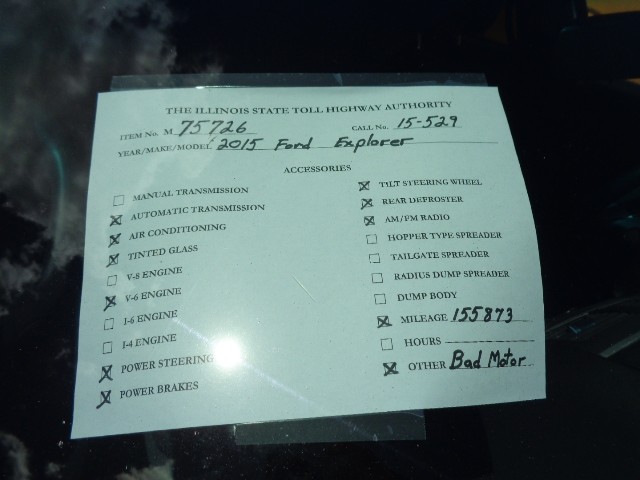 THE ILLINOIS STATE TOLL HIGHWAY AUTHORITY
ITEM No. M 75726 CALL No. 15-529
YEAR/MAKE/MODEL 2015 Ford Explorer
ACCESSORIES
MANUAL TRANSMISSION
AUTOMATIC TRANSMISSION
AIR CONDITIONING
TINTED GLASS
V-8 ENGINE
V-6 ENGINE
I-6 ENGINE
I-4 ENGINE
POWER STEERING
POWER BRAKES
TILT STEERING WHEEL
REAR DEFROSTER
AM/FM RADIO
HOPPER TYPE SPREADER
TAILGATE SPREADER
RADIUS DUMP SPREADER
DUMP BODY
MILEAGE 155873
HOURS
OTHER Bad Motor